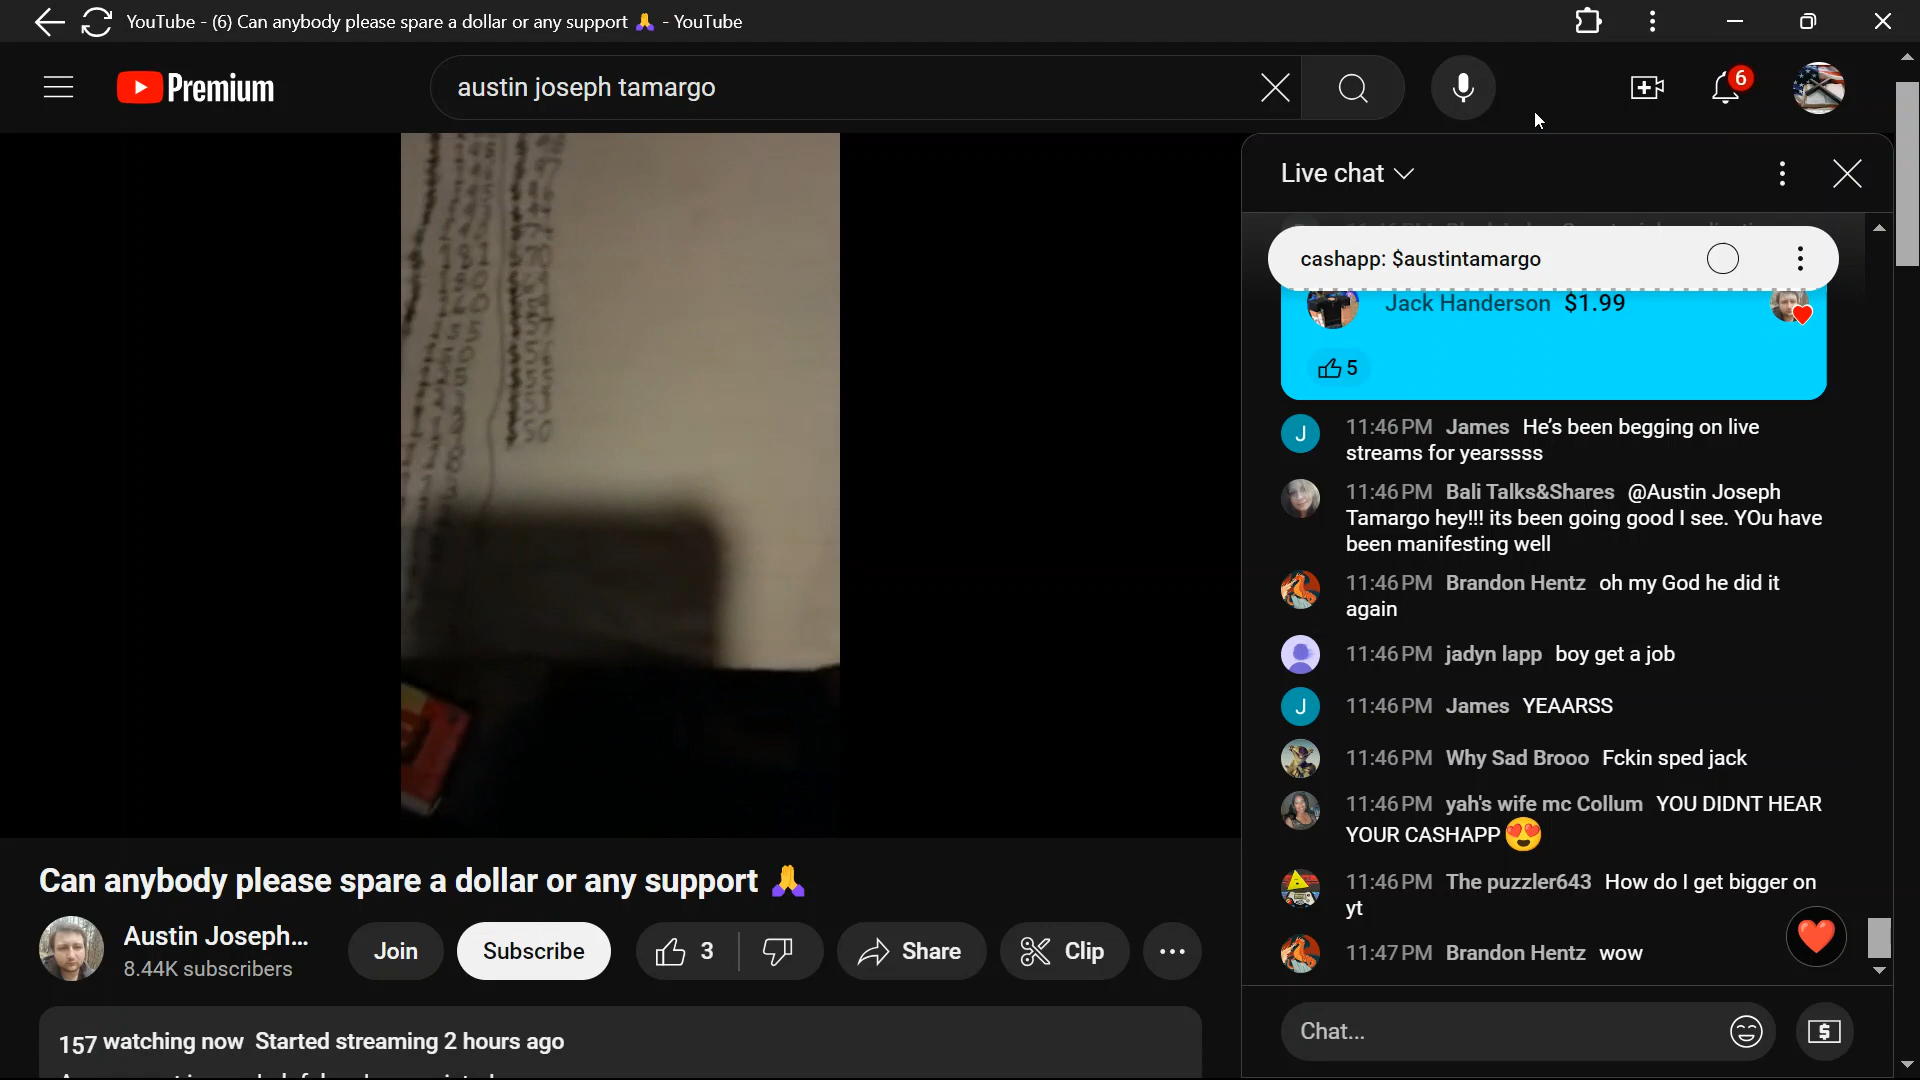 YouTube - (6) Can anybody please spare a dollar or any support 🙏 - YouTube
Premium
austin joseph tamargo
6
Live chat
cashapp: $austintamargo
Jack Handerson $1.99
5
11:46 PM James He's been begging on live
streams for yearssss
11:46 PM Bali Talks&Shares @Austin Joseph
Tamargo hey!!! its been going good I see. YOu have
been manifesting well
11:46 PM Brandon Hentz oh my God he did it
again
11:46 PM jadyn lapp boy get a job
J 11:46 PM James YEAARSS
11:46 PM Why Sad Brooo Fckin sped jack
11:46 PM yah's wife mc Collum YOU DIDNT HEAR
YOUR CASHAPP 😍
11:46 PM The puzzler643 How do I get bigger on
yt
11:47 PM Brandon Hentz wow
Chat...
Can anybody please spare a dollar or any support 🙏
Austin Joseph...
8.44K subscribers
Join
Subscribe
3
Share
Clip
157 watching now Started streaming 2 hours ago